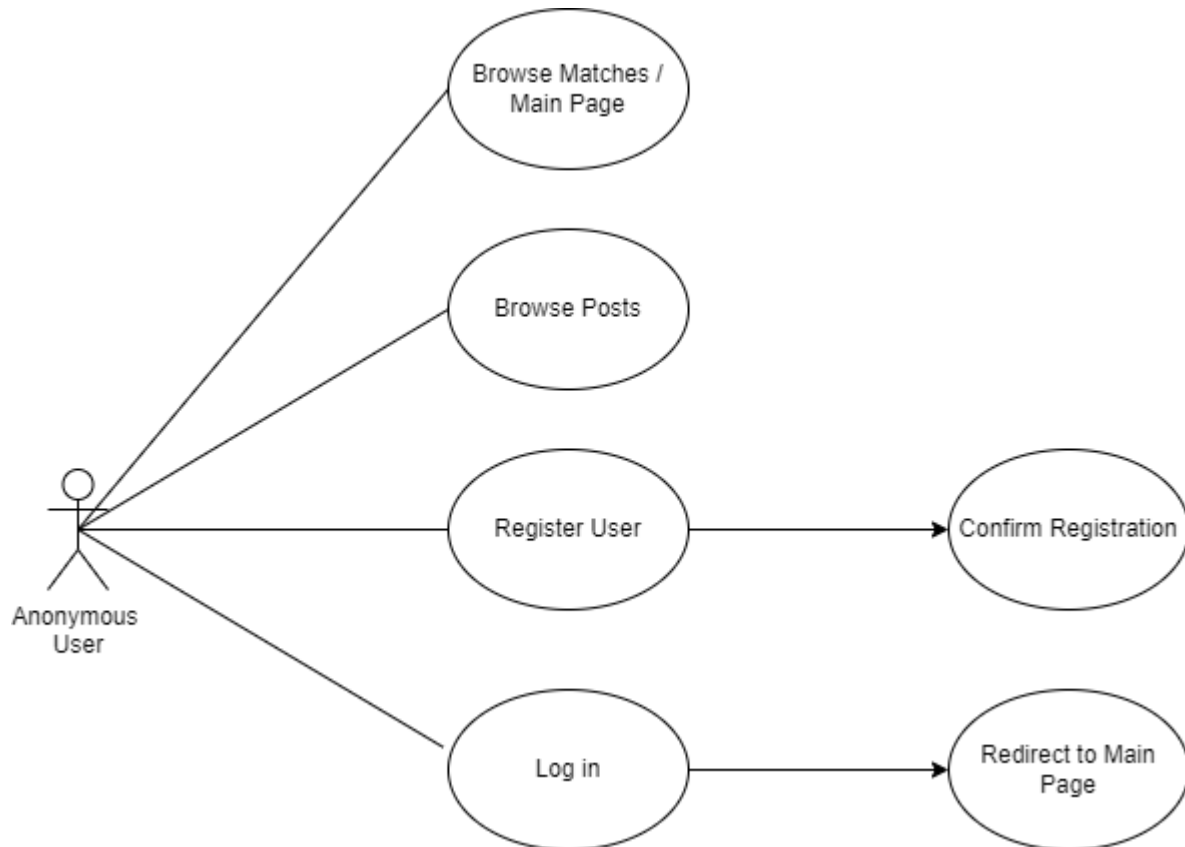 Browse Matches /
Main Page
Browse Posts
Register User
Confirm Registration
Anonymous
User
Log in
Redirect to Main
Page